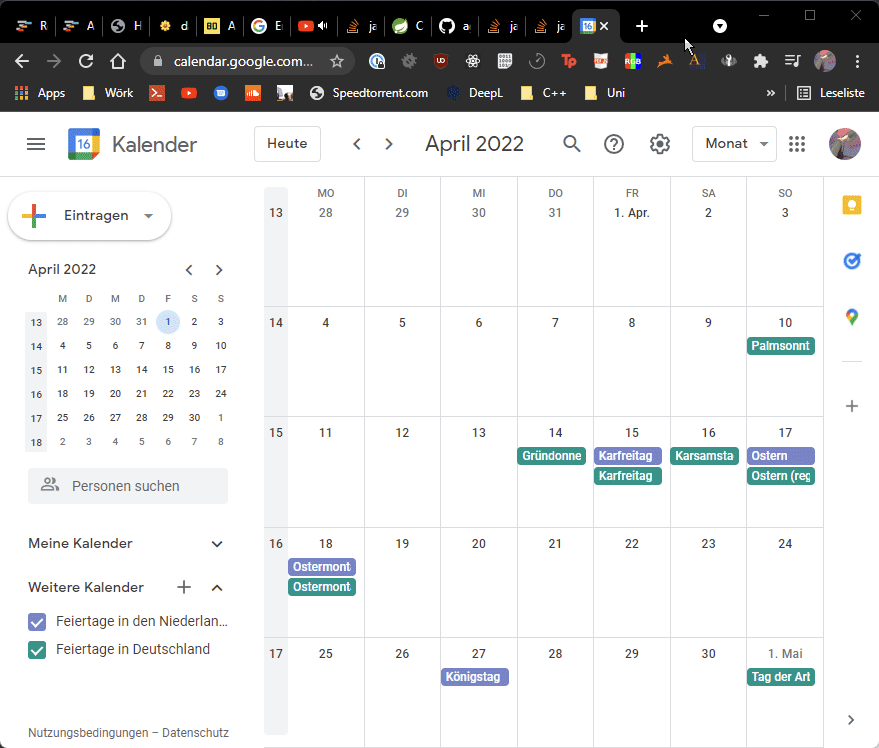 R A H d A E ja C a ja ja
calendar.google.com...
Apps Wörk Speedtorrent.com DeepL C++ Uni » Leseliste
16 Kalender Heute April 2022 Monat
Eintragen
April 2022
M D M D F S S
13 28 29 30 31 1 2 3
14 4 5 6 7 8 9 10
15 11 12 13 14 15 16 17
16 18 19 20 21 22 23 24
17 25 26 27 28 29 30 1
18 2 3 4 5 6 7 8
Personen suchen
Meine Kalender
Weitere Kalender
Feiertage in den Niederlan...
Feiertage in Deutschland
Nutzungsbedingungen – Datenschutz
MO DI MI DO FR SA SO
13 28 29 30 31 1. Apr. 2 3
14 4 5 6 7 8 9 10
Palmsonnt
15 11 12 13 14 15 16 17
Gründonne Karfreitag Karsamsta Ostern
Karfreitag Ostern (reg
16 18 19 20 21 22 23 24
Ostermont
Ostermont
17 25 26 27 28 29 30 1. Mai
Königstag Tag der Art